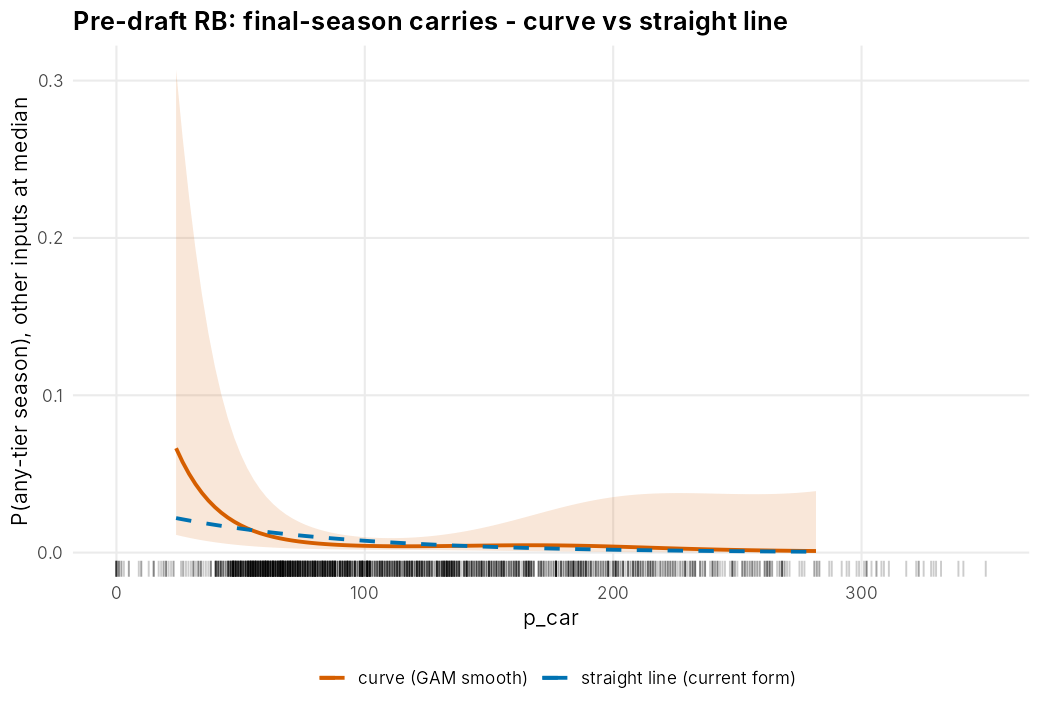 Pre-draft RB: final-season carries - curve vs straight line
P(any-tier season), other inputs at median
0.3
0.2
0.1
0.0
0 100 200 300
p_car
curve (GAM smooth) straight line (current form)